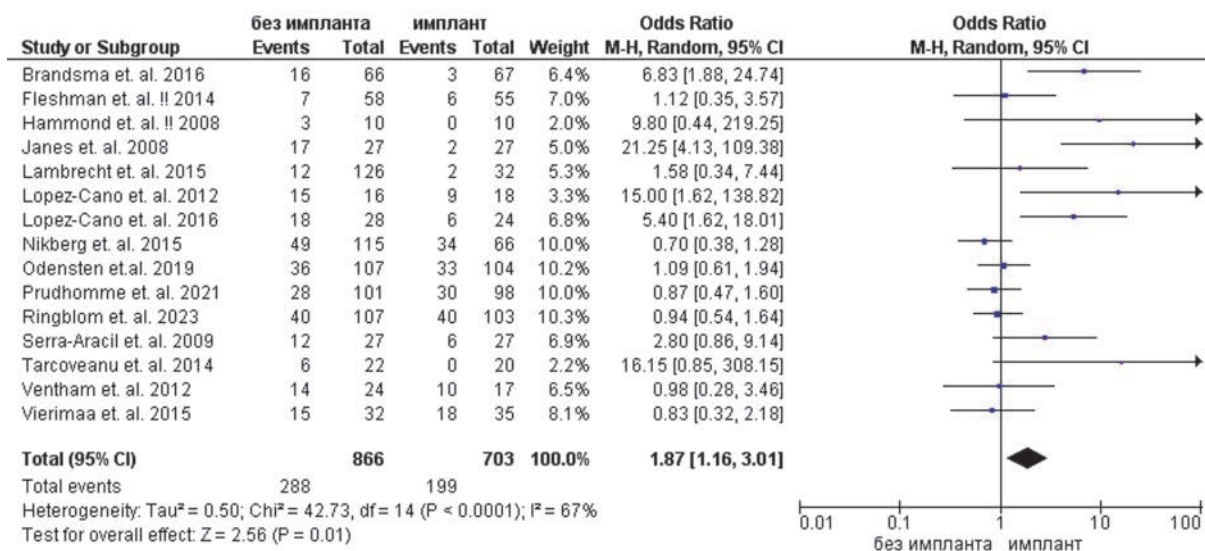 без импланта имплант Odds Ratio Odds Ratio
Study or Subgroup Events Total Events Total Weight M-H, Random, 95% CI M-H, Random, 95% CI
Brandsma et. al. 2016 16 66 3 67 6.4% 6.83 [1.88, 24.74]
Fleshman et. al. !! 2014 7 58 6 55 7.0% 1.12 [0.35, 3.57]
Hammond et. al. !! 2008 3 10 0 10 2.0% 9.80 [0.44, 219.25]
Janes et. al. 2008 17 27 2 27 5.0% 21.25 [4.13, 109.38]
Lambrecht et. al. 2015 12 126 2 32 5.3% 1.58 [0.34, 7.44]
Lopez-Cano et. al. 2012 15 16 9 18 3.3% 15.00 [1.62, 138.82]
Lopez-Cano et. al. 2016 18 28 6 24 6.8% 5.40 [1.62, 18.01]
Nikberg et. al. 2015 49 115 34 66 10.0% 0.70 [0.38, 1.28]
Odensten et.al. 2019 36 107 33 104 10.2% 1.09 [0.61, 1.94]
Prudhomme et. al. 2021 28 101 30 98 10.0% 0.87 [0.47, 1.60]
Ringblom et. al. 2023 40 107 40 103 10.3% 0.94 [0.54, 1.64]
Serra-Aracil et. al. 2009 12 27 6 27 6.9% 2.80 [0.86, 9.14]
Tarcoveanu et. al. 2014 6 22 0 20 2.2% 16.15 [0.85, 308.15]
Ventham et. al. 2012 14 24 10 17 6.5% 0.98 [0.28, 3.46]
Vierimaa et. al. 2015 15 32 18 35 8.1% 0.83 [0.32, 2.18]
Total (95% CI) 866 703 100.0% 1.87 [1.16, 3.01]
Total events 288 199
Heterogeneity: Tau² = 0.50; Chi² = 42.73, df = 14 (P < 0.0001); I² = 67%
Test for overall effect: Z = 2.56 (P = 0.01)
0.01 0.1 1 10 100
без импланта имплант